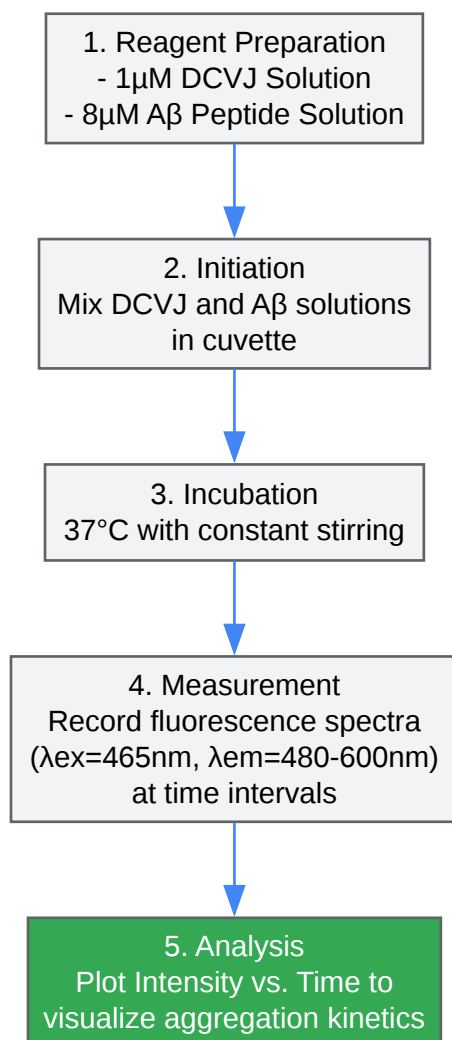 1. Reagent Preparation
- 1µM DCVJ Solution
- 8µM Aβ Peptide Solution
2. Initiation
Mix DCVJ and Aβ solutions
in cuvette
3. Incubation
37°C with constant stirring
4. Measurement
Record fluorescence spectra
(λex=465nm, λem=480-600nm)
at time intervals
5. Analysis
Plot Intensity vs. Time to
visualize aggregation kinetics